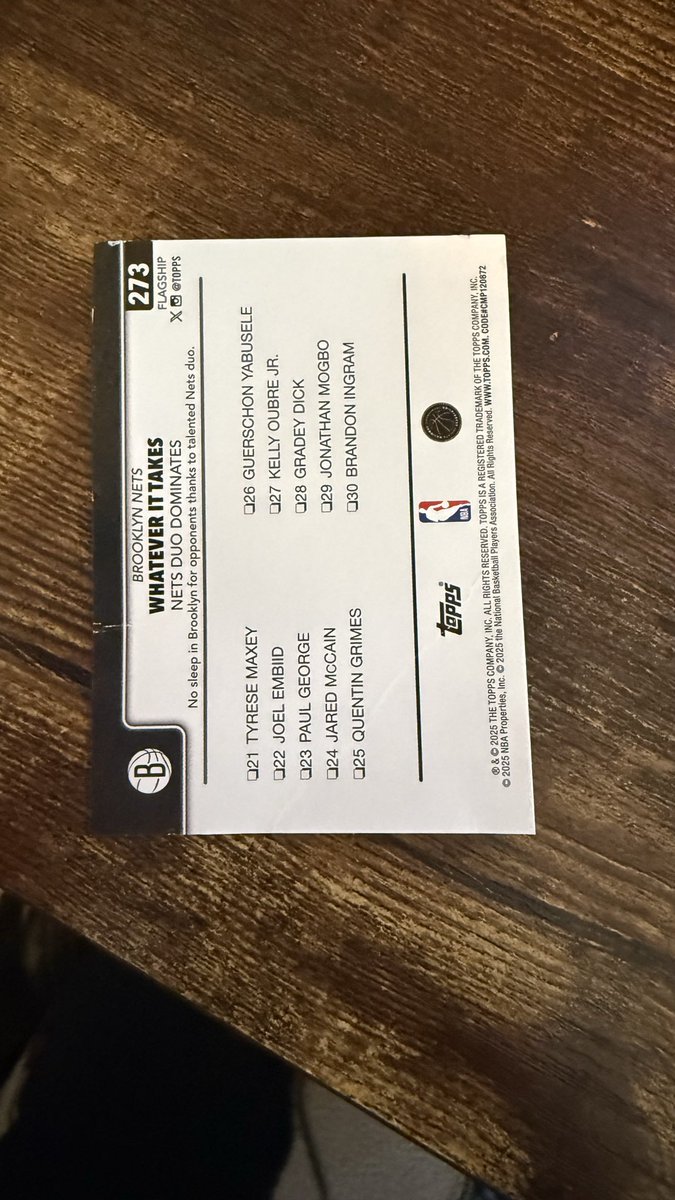 273
FLAGSHIP
@TOPPS
BROOKLYN NETS
WHATEVER IT TAKES
NETS DUO DOMINATES
No sleep in Brooklyn for opponents thanks to talented Nets duo.
B
❑21 TYRESE MAXEY
❑22 JOEL EMBIID
❑23 PAUL GEORGE
❑24 JARED MCCAIN
❑25 QUENTIN GRIMES
❑26 GUERSCHON YABUSELE
❑27 KELLY OUBRE JR.
❑28 GRADEY DICK
❑29 JONATHAN MOGBO
❑30 BRANDON INGRAM
topps
NBA
® & © 2025 THE TOPPS COMPANY, INC. ALL RIGHTS RESERVED. TOPPS IS A REGISTERED TRADEMARK OF THE TOPPS COMPANY, INC.
© 2025 NBA Properties, Inc. © 2025 the National Basketball Players Association. All Rights Reserved. WWW.TOPPS.COM. CODE#CMP120872